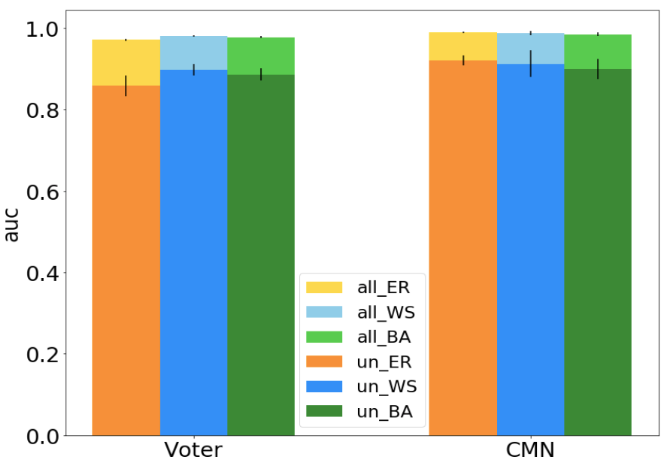 1.0
0.8
0.6
0.4
0.2
0.0
auc
all_ER
all_WS
all_BA
un_ER
un_WS
un_BA
Voter
CMN